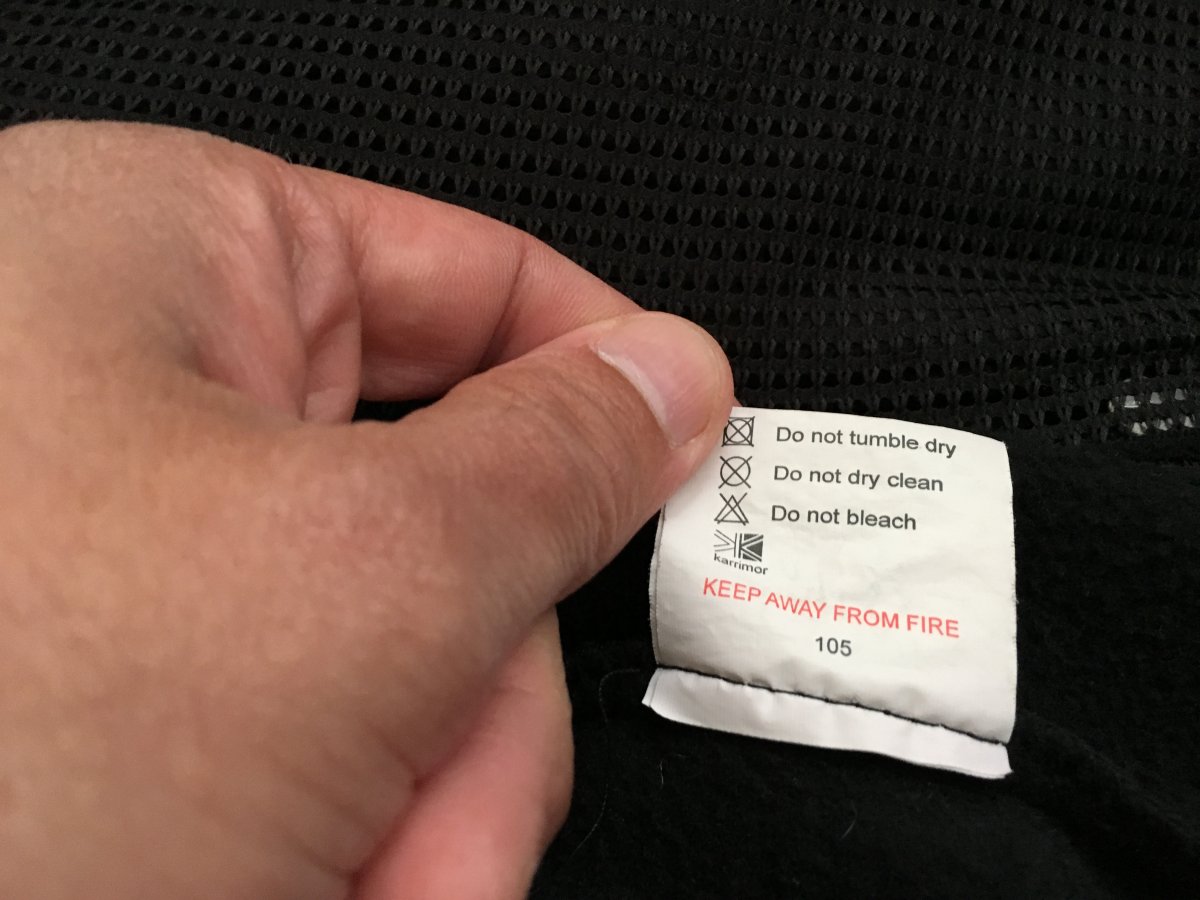 Do not tumble dry
Do not dry clean
Do not bleach
karrimor
KEEP AWAY FROM FIRE
105